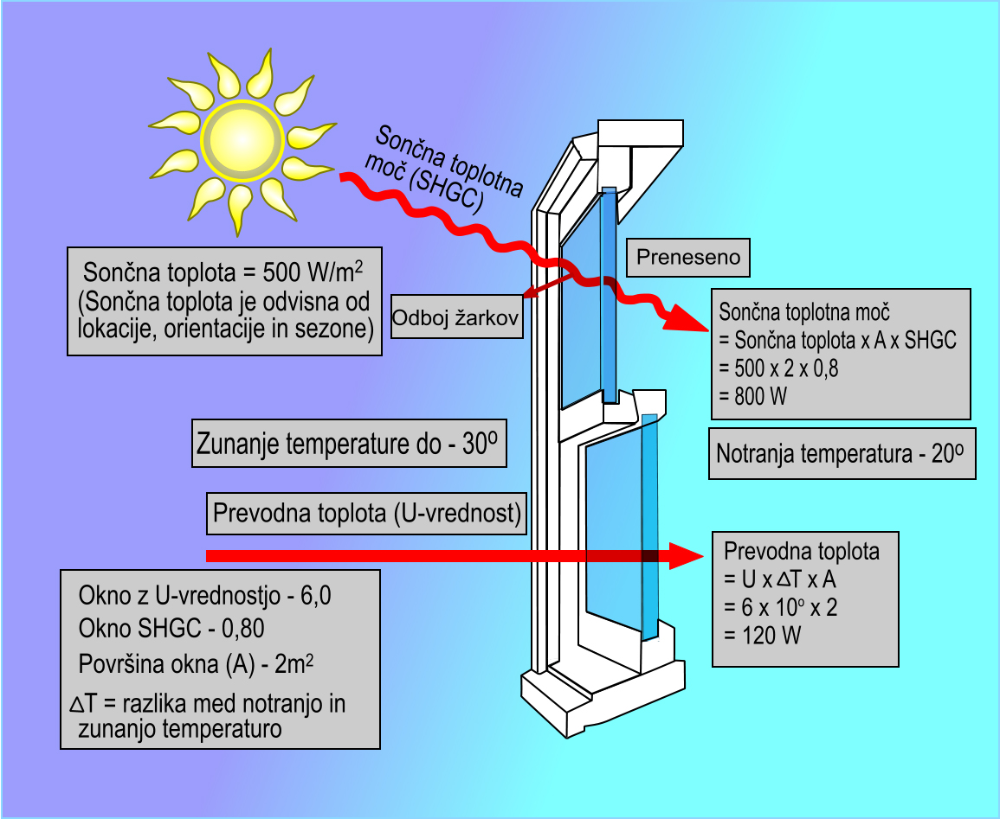 Sončna toplotna
moč (SHGC)
Sončna toplota = 500 W/m²
(Sončna toplota je odvisna od
lokacije, orientacije in sezone)
Odboj žarkov
Preneseno
Sončna toplotna moč
= Sončna toplota x A x SHGC
= 500 x 2 x 0,8
= 800 W
Zunanje temperature do - 30º
Notranja temperatura - 20º
Prevodna toplota (U-vrednost)
Prevodna toplota
= U x △T x A
= 6 x 10º x 2
= 120 W
Okno z U-vrednostjo - 6,0
Okno SHGC - 0,80
Površina okna (A) - 2m²
△T = razlika med notranjo in
zunanjo temperaturo